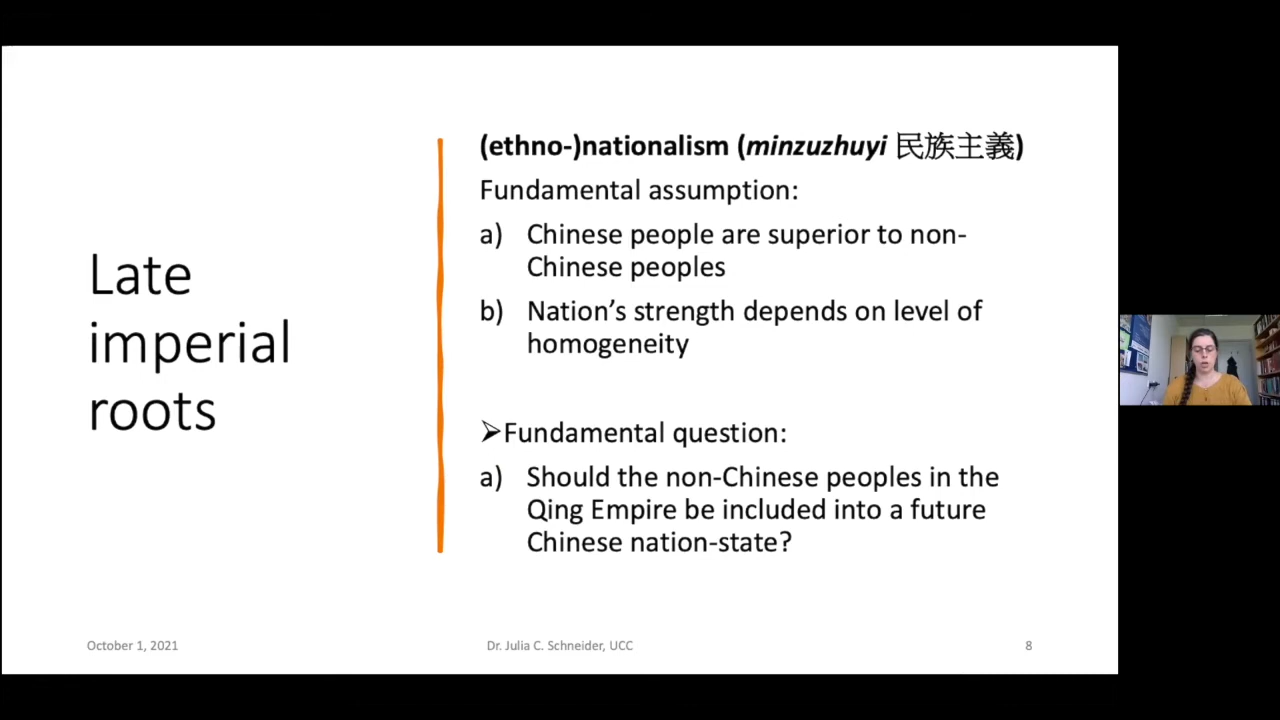 Late
imperial
roots
(ethno-)nationalism (minzuzhuyi 民族主義)
Fundamental assumption:
a) Chinese people are superior to non-
Chinese peoples
b) Nation’s strength depends on level of
homogeneity
➢Fundamental question:
a) Should the non-Chinese peoples in the
Qing Empire be included into a future
Chinese nation-state?
October 1, 2021
Dr. Julia C. Schneider, UCC
8